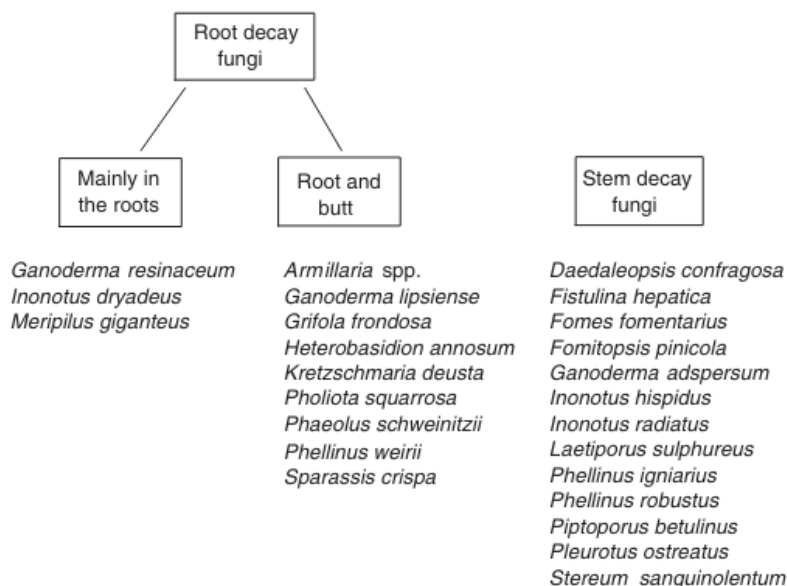 Root decay
fungi
Mainly in
the roots
Root and
butt
Stem decay
fungi
Ganoderma resinaceum
Inonotus dryadeus
Meripilus giganteus
Armillaria spp.
Ganoderma lipsiense
Grifola frondosa
Heterobasidion annosum
Kretzschmaria deusta
Pholiota squarrosa
Phaeolus schweinitzii
Phellinus weirii
Sparassis crispa
Daedaleopsis confragosa
Fistulina hepatica
Fomes fomentarius
Fomitopsis pinicola
Ganoderma adspersum
Inonotus hispidus
Inonotus radiatus
Laetiporus sulphureus
Phellinus igniarius
Phellinus robustus
Piptoporus betulinus
Pleurotus ostreatus
Stereum sanguinolentum